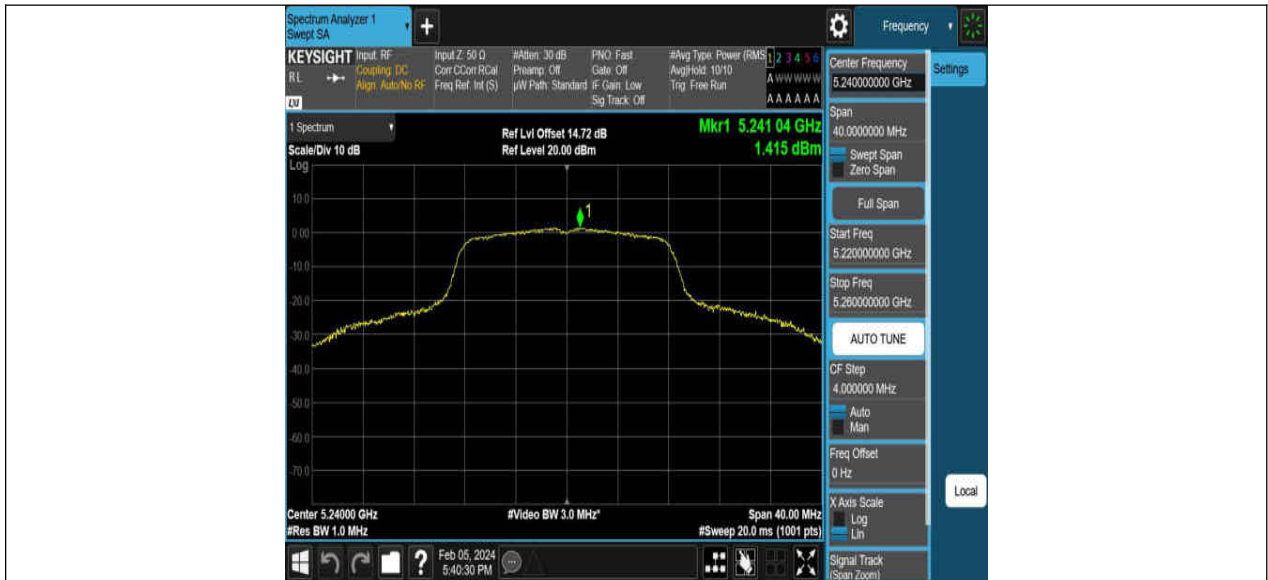 Spectrum Analyzer 1
Swept SA
+
Frequency
KEYSIGHT
RL
LXI
Input: RF
Coupling: DC
Align: Auto/No RF
Input Z: 50 Ω
Corr CCorr RCal
Freq Ref: Int (S)
#Atten: 30 dB
Preamp: Off
µW Path: Standard
PNO: Fast
Gate: Off
IF Gain: Low
Sig Track: Off
#Avg Type: Power (RMS
Avg|Hold: 10/10
Trig: Free Run
1 2 3 4 5 6
A W W W W W
A A A A A A
1 Spectrum
Scale/Div 10 dB
Log
Ref Lvl Offset 14.72 dB
Ref Level 20.00 dBm
Mkr1 5.241 04 GHz
1.415 dBm
10.0
0.00
-10.0
-20.0
-30.0
-40.0
-50.0
-60.0
-70.0
1
Center 5.24000 GHz
#Res BW 1.0 MHz
#Video BW 3.0 MHz*
Span 40.00 MHz
#Sweep 20.0 ms (1001 pts)
?
Feb 05, 2024
5:40:30 PM
Center Frequency
5.240000000 GHz
Settings
Span
40.0000000 MHz
Swept Span
Zero Span
Full Span
Start Freq
5.220000000 GHz
Stop Freq
5.260000000 GHz
AUTO TUNE
CF Step
4.000000 MHz
Auto
Man
Freq Offset
0 Hz
X Axis Scale
Log
Lin
Local
Signal Track
(Span Zoom)